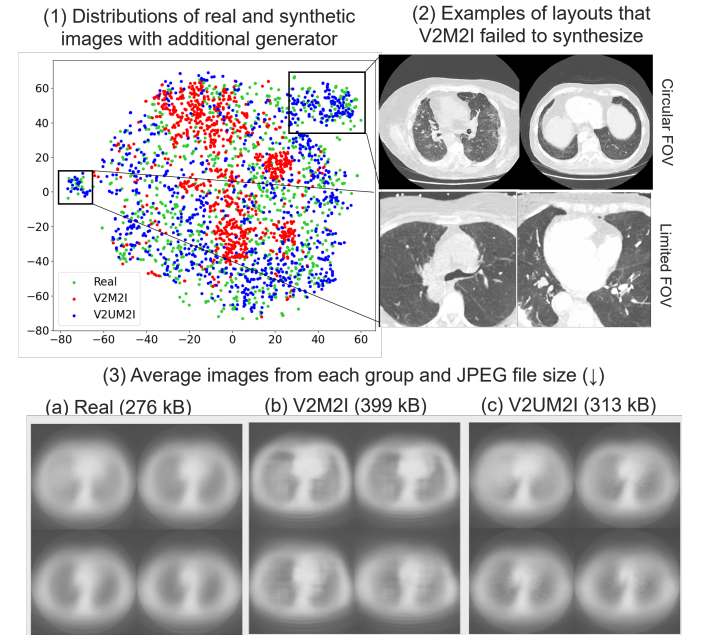 (1) Distributions of real and synthetic
images with additional generator
(2) Examples of layouts that
V2M2I failed to synthesize
60
40
20
0
−20
−40
−60
−80
−80 −60 −40 −20 0 20 40 60
Real
V2M2I
V2UM2I
Circular FOV
Limited FOV
(3) Average images from each group and JPEG file size (↓)
(a) Real (276 kB)
(b) V2M2I (399 kB)
(c) V2UM2I (313 kB)